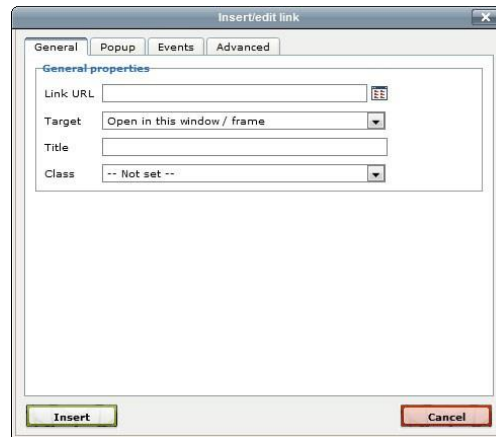 Insert/edit link
General Popup Events Advanced
General properties
Link URL
Target Open in this window / frame
Title
Class -- Not set --
Insert Cancel